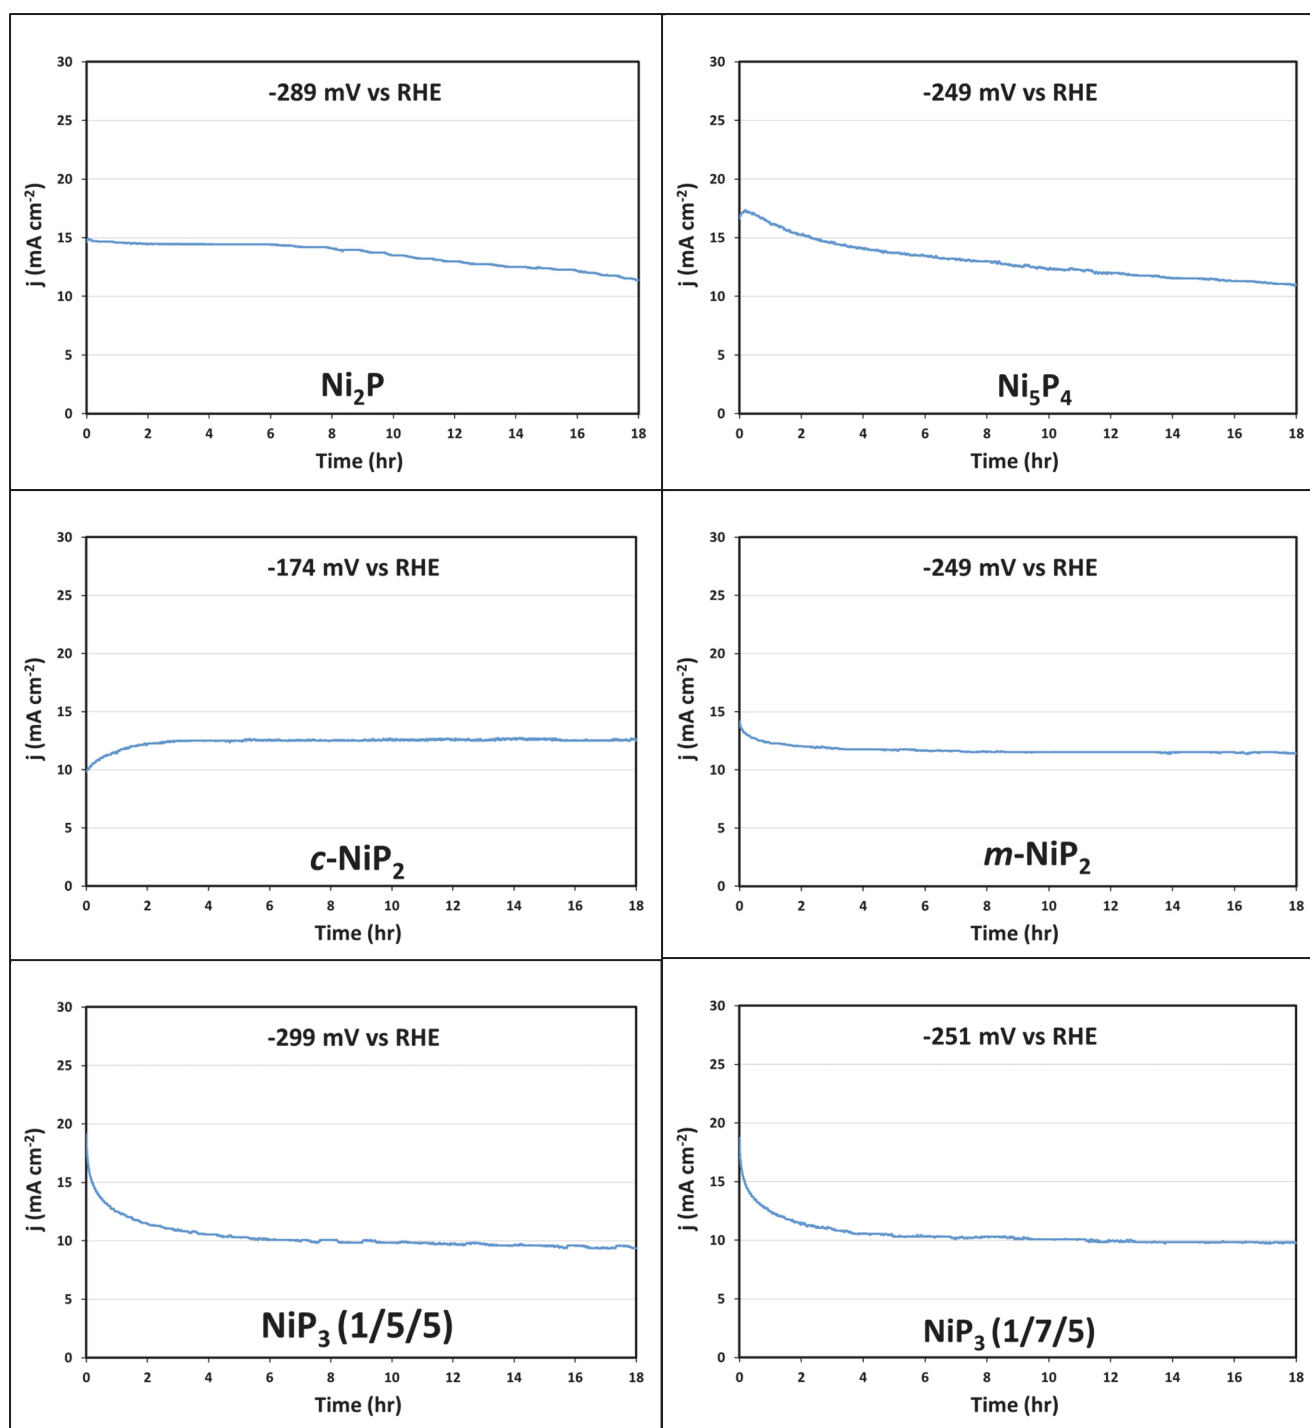 -289 mV vs RHE
j (mA cm⁻²)
30
25
20
15
10
5
0
Ni₂P
0 2 4 6 8 10 12 14 16 18
Time (hr)
-249 mV vs RHE
j (mA cm⁻²)
30
25
20
15
10
5
0
Ni₅P₄
0 2 4 6 8 10 12 14 16 18
Time (hr)
-174 mV vs RHE
j (mA cm⁻²)
30
25
20
15
10
5
0
c-NiP₂
0 2 4 6 8 10 12 14 16 18
Time (hr)
-249 mV vs RHE
j (mA cm⁻²)
30
25
20
15
10
5
0
m-NiP₂
0 2 4 6 8 10 12 14 16 18
Time (hr)
-299 mV vs RHE
j (mA cm⁻²)
30
25
20
15
10
5
0
NiP₃ (1/5/5)
0 2 4 6 8 10 12 14 16 18
Time (hr)
-251 mV vs RHE
j (mA cm⁻²)
30
25
20
15
10
5
0
NiP₃ (1/7/5)
0 2 4 6 8 10 12 14 16 18
Time (hr)